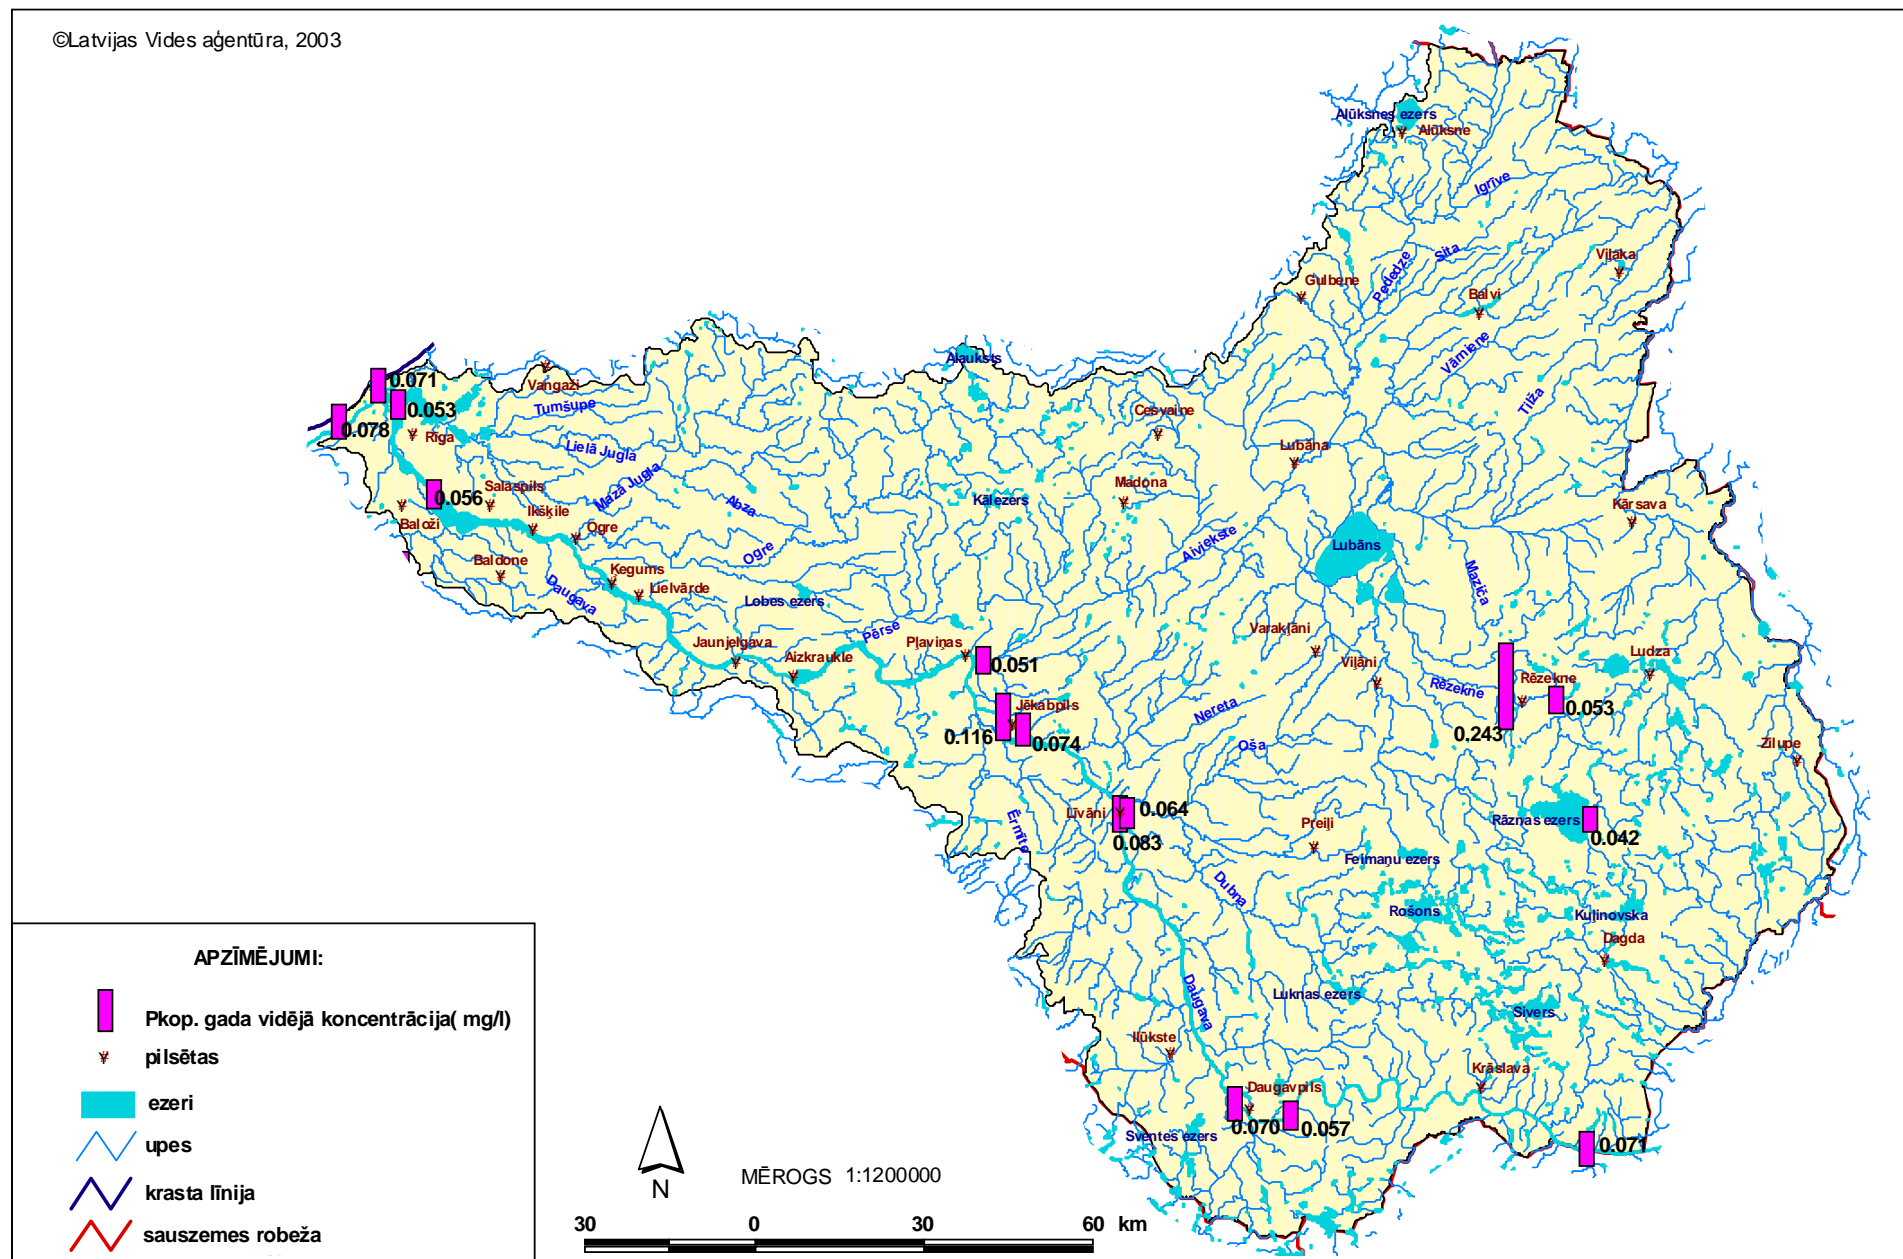 ©Latvijas Vides aģentūra, 2003
Alūksnes ezers
Alūksne
Igrīve
Sita
Pededze
Viļaka
Gulbene
Balvi
Vārniene
Tilža
Alauksts
0.071
0.053
0.078
Rīga
Vangaži
Tumšupe
Lielā Jugla
Mazā Jugla
Cesvaine
Lubāna
Salaspils
0.056
Ikšķile
Ogre
Baloži
Baldone
Abza
Ogre
Kālezers
Madona
Aiviekste
Lubāns
Kārsava
Maziča
Daugava
Ķegums
Lielvārde
Lobes ezers
Pērse
Jaunjelgava
Aizkraukle
Pļaviņas
0.051
Varakļāni
Viļāni
Rēzekne
Rēzekne
0.053
0.243
Ludza
Zilupe
Jēkabpils
0.116
0.074
Nereta
Oša
Līvāni
0.064
0.083
Ērmīte
Preiļi
Rāznas ezers
0.042
Feimaņu ezers
Dubna
Rošons
Kuļinovska
Dagda
Daugava
Luknas ezers
Sivers
Ilūkste
Krāslava
Daugavpils
0.070
0.057
Sventes ezers
0.071
APZĪMĒJUMI:
Pkop. gada vidējā koncentrācija( mg/l)
pilsētas
ezeri
upes
krasta līnija
sauszemes robeža
N
MĒROGS 1:1200000
30 0 30 60 km